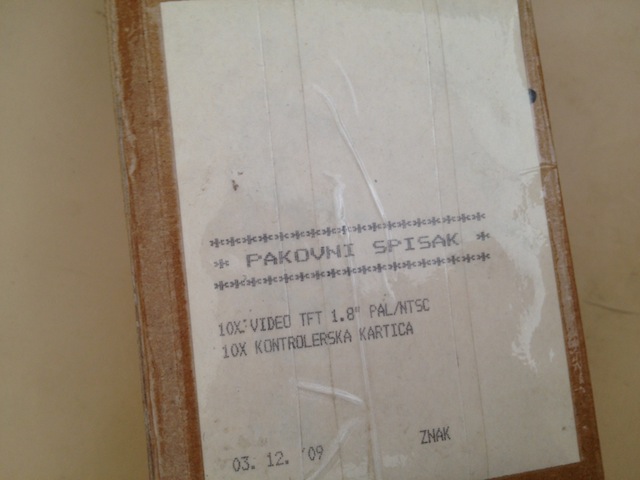 *************************
* PAKOVNI SPISAK *
*************************
10X VIDEO TFT 1.8" PAL/NTSC
10X KONTROLERSKA KARTICA
03. 12. '09 ZNAK